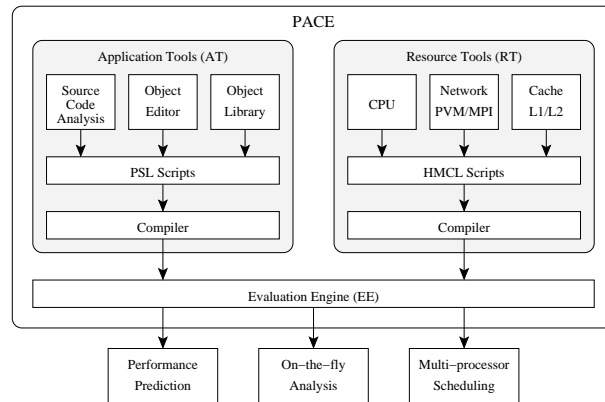 PACE
Application Tools (AT)
Source
Code
Analysis
Object
Editor
Object
Library
PSL Scripts
Compiler
Resource Tools (RT)
CPU
Network
PVM/MPI
Cache
L1/L2
HMCL Scripts
Compiler
Evaluation Engine (EE)
Performance
Prediction
On−the−fly
Analysis
Multi−processor
Scheduling